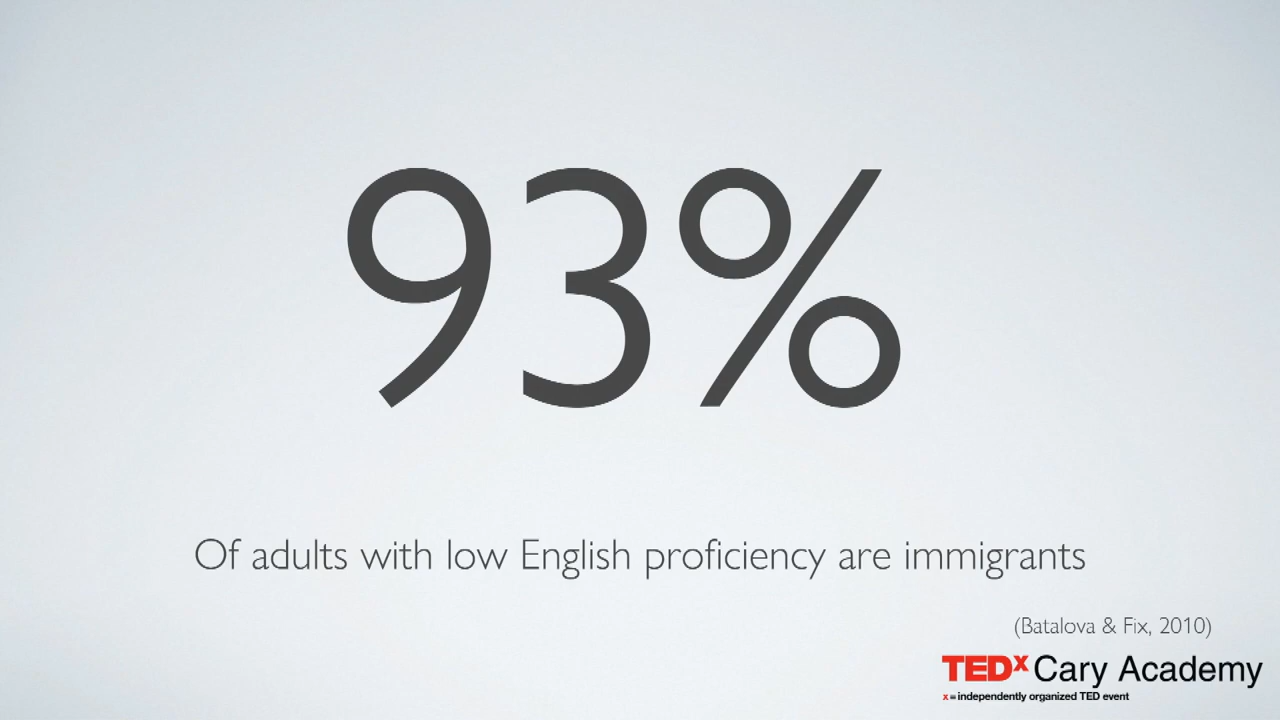 93%
Of adults with low English proficiency are immigrants
(Batalova & Fix, 2010)
TEDx Cary Academy
x = independently organized TED event